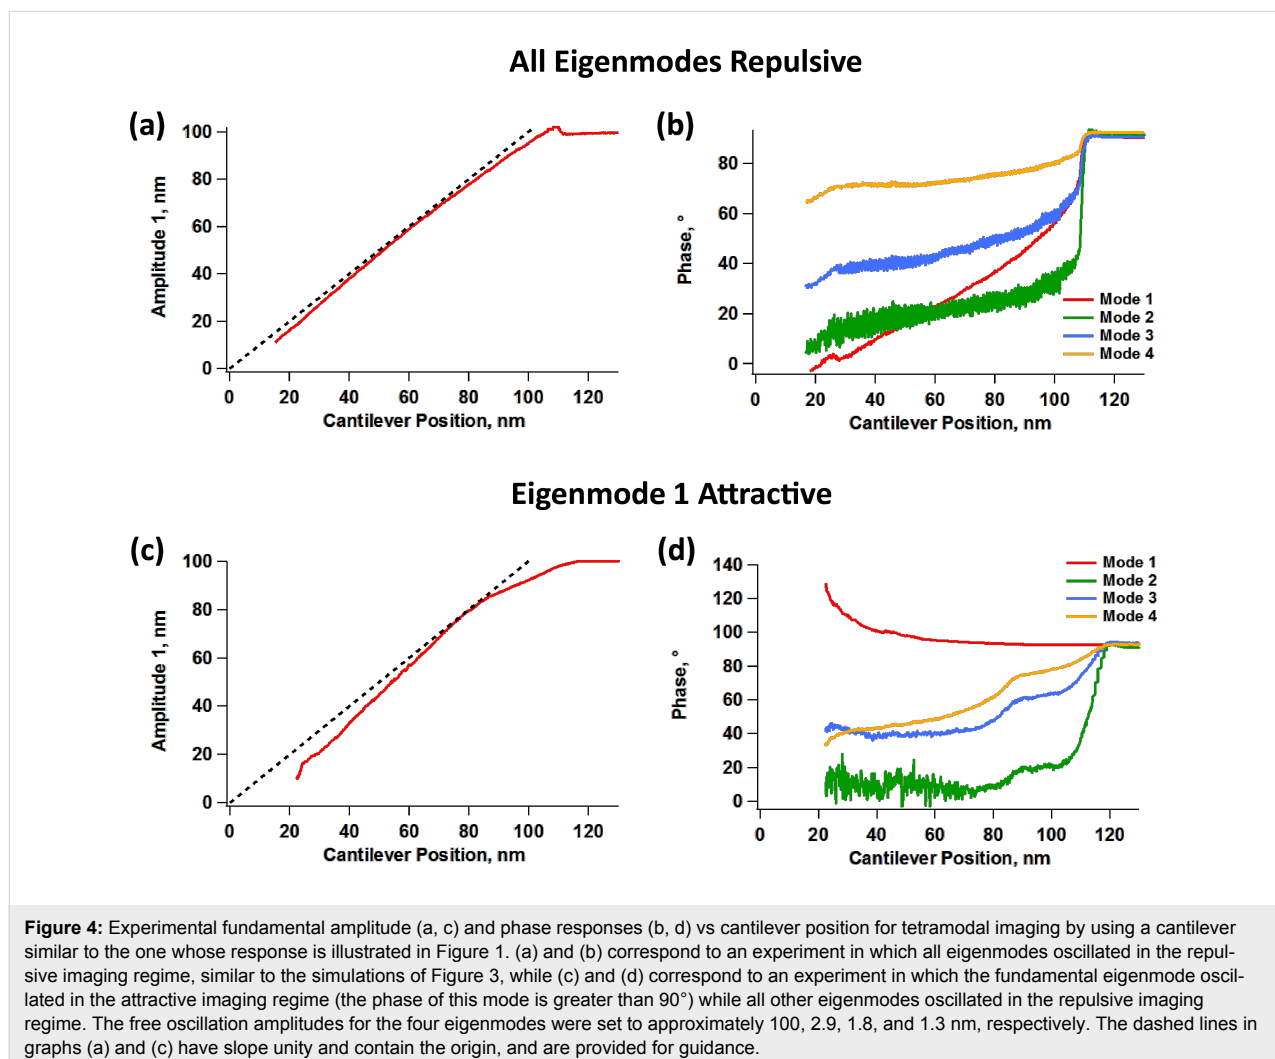 All Eigenmodes Repulsive
(a)
Amplitude 1, nm
100
80
60
40
20
0
0 20 40 60 80 100 120
Cantilever Position, nm
(b)
Phase, °
80
60
40
20
0
Mode 1
Mode 2
Mode 3
Mode 4
0 20 40 60 80 100 120
Cantilever Position, nm
Eigenmode 1 Attractive
(c)
Amplitude 1, nm
100
80
60
40
20
0
0 20 40 60 80 100 120
Cantilever Position, nm
(d)
Phase, °
140
120
100
80
60
40
20
0
Mode 1
Mode 2
Mode 3
Mode 4
0 20 40 60 80 100 120
Cantilever Position, nm
Figure 4: Experimental fundamental amplitude (a, c) and phase responses (b, d) vs cantilever position for tetramodal imaging by using a cantilever
similar to the one whose response is illustrated in Figure 1. (a) and (b) correspond to an experiment in which all eigenmodes oscillated in the repul-
sive imaging regime, similar to the simulations of Figure 3, while (c) and (d) correspond to an experiment in which the fundamental eigenmode oscil-
lated in the attractive imaging regime (the phase of this mode is greater than 90°) while all other eigenmodes oscillated in the repulsive imaging
regime. The free oscillation amplitudes for the four eigenmodes were set to approximately 100, 2.9, 1.8, and 1.3 nm, respectively. The dashed lines in
graphs (a) and (c) have slope unity and contain the origin, and are provided for guidance.